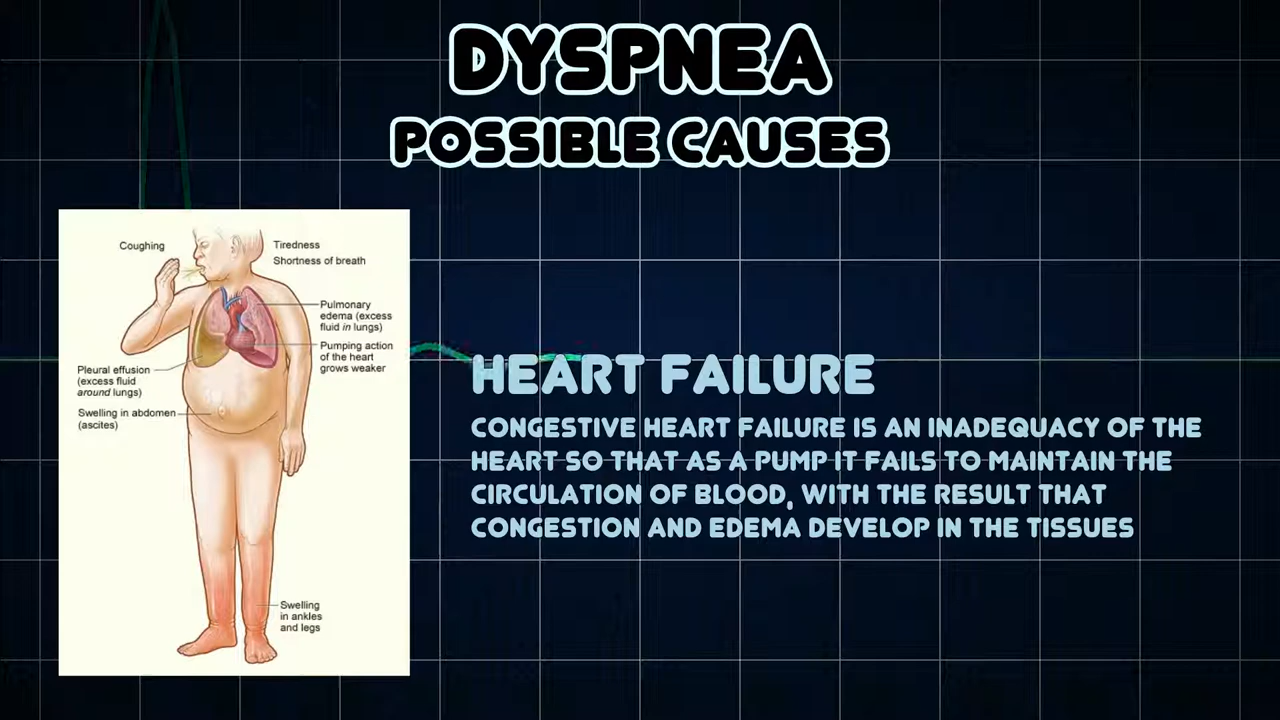 DYSPNEA
POSSIBLE CAUSES
Coughing
Tiredness
Shortness of breath
Pulmonary
edema (excess
fluid in lungs)
Pumping action
of the heart
grows weaker
Pleural effusion
(excess fluid
around lungs)
Swelling in abdomen
(ascites)
Swelling
in ankles
and legs
HEART FAILURE
CONGESTIVE HEART FAILURE IS AN INADEQUACY OF THE
HEART SO THAT AS A PUMP IT FAILS TO MAINTAIN THE
CIRCULATION OF BLOOD, WITH THE RESULT THAT
CONGESTION AND EDEMA DEVELOP IN THE TISSUES